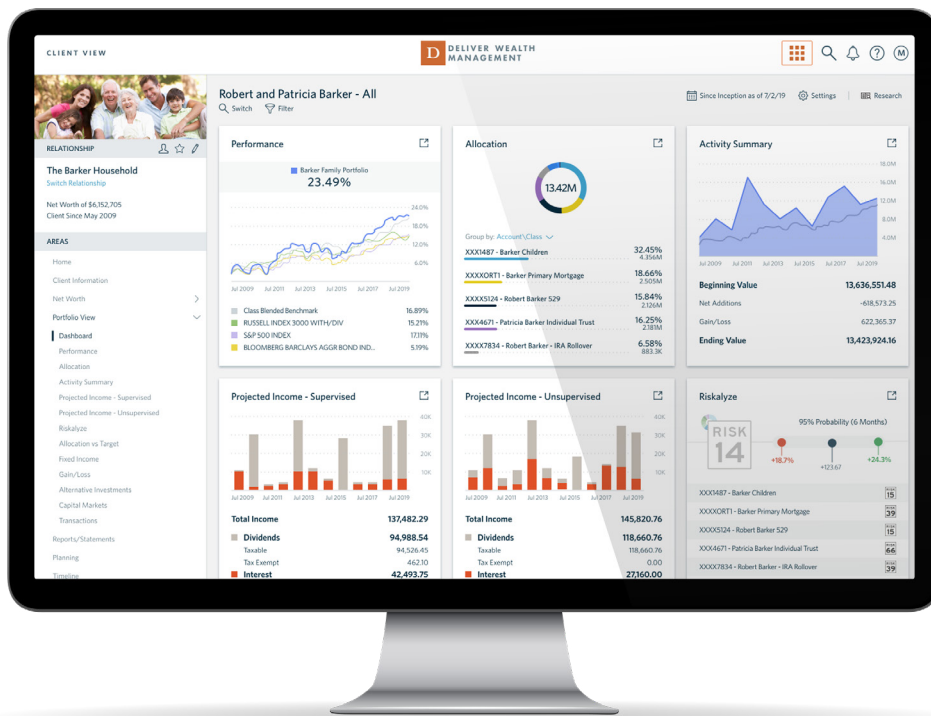 CLIENT VIEW
D DELIVER WEALTH
MANAGEMENT
M
RELATIONSHIP
The Barker Household
Switch Relationship
Net Worth of $6,152,705
Client Since May 2009
AREAS
Home
Client Information
Net Worth
Portfolio View
Dashboard
Performance
Allocation
Activity Summary
Projected Income - Supervised
Projected Income - Unsupervised
Riskalyze
Allocation vs Target
Fixed Income
Gain/Loss
Alternative Investments
Capital Markets
Transactions
Reports/Statements
Planning
Timeline
Robert and Patricia Barker - All
Switch Filter
Since Inception as of 7/2/19 Settings Research
Performance
Barker Family Portfolio
23.49%
24.0%
18.0%
12.0%
6.0%
Jul 2009 Jul 2011 Jul 2013 Jul 2015 Jul 2017 Jul 2019
Class Blended Benchmark 16.89%
RUSSELL INDEX 3000 WITH/DIV 15.21%
S&P 500 INDEX 17.11%
BLOOMBERG BARCLAYS AGGR BOND IND... 5.19%
Allocation
13.42M
Group by: Account\Class
XXX1487 - Barker Children 32.45%
4.356M
XXXXORT1 - Barker Primary Mortgage 18.66%
2.505M
XXXX5124 - Robert Barker 529 15.84%
2.126M
XXX4671 - Patricia Barker Individual Trust 16.25%
2.181M
XXXX7834 - Robert Barker - IRA Rollover 6.58%
883.3K
Activity Summary
18.0M
16.0M
8.0M
4.0M
Jul 2009 Jul 2011 Jul 2013 Jul 2015 Jul 2017 Jul 2019
Beginning Value 13,636,551.48
Net Additions -618,573.25
Gain/Loss 622,365.37
Ending Value 13,423,924.16
Projected Income - Supervised
40K
30K
20K
10K
Jul 2009 Jul 2011 Jul 2013 Jul 2015 Jul 2017 Jul 2019
Total Income 137,482.29
Dividends 94,988.54
Taxable 94,526.45
Tax Exempt 462.10
Interest 42,493.75
Projected Income - Unsupervised
40K
30K
20K
10K
Jul 2009 Jul 2011 Jul 2013 Jul 2015 Jul 2017 Jul 2019
Total Income 145,820.76
Dividends 118,660.76
Taxable 118,660.76
Tax Exempt 0.00
Interest 27,160.00
Riskalyze
RISK
14
95% Probability (6 Months)
+18.7%
+123.67
+24.3%
XXX1487 - Barker Children RISK 15
XXXXORT1 - Barker Primary Mortgage RISK 39
XXXX5124 - Robert Barker 529 RISK 15
XXX4671 - Patricia Barker Individual Trust RISK 66
XXXX7834 - Robert Barker - IRA Rollover RISK 39